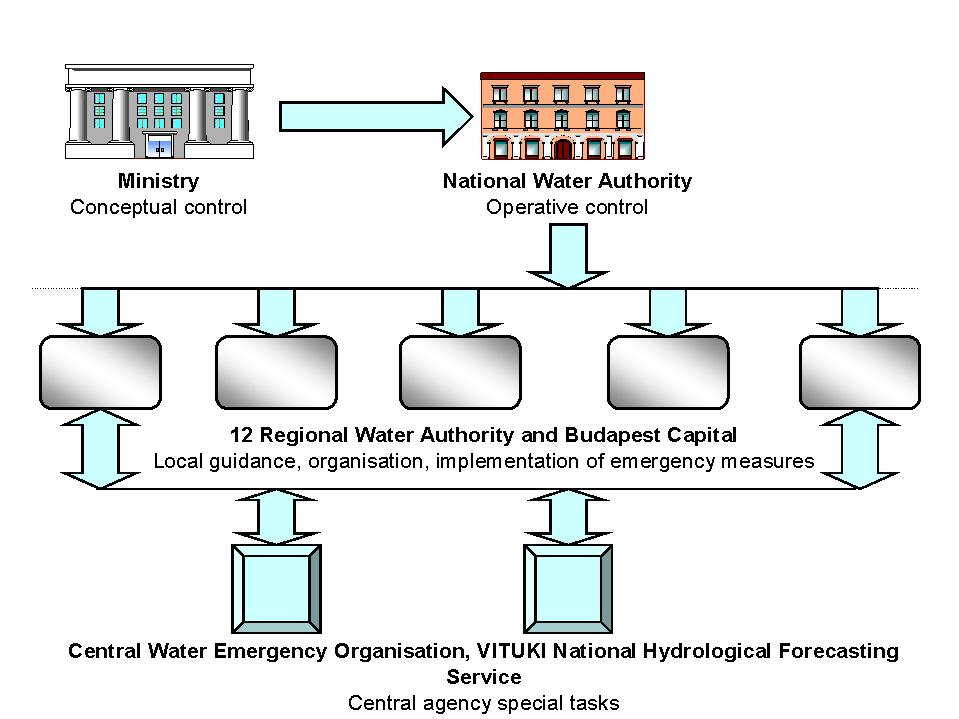 Ministry
Conceptual control
National Water Authority
Operative control
12 Regional Water Authority and Budapest Capital
Local guidance, organisation, implementation of emergency measures
Central Water Emergency Organisation, VITUKI National Hydrological Forecasting
Service
Central agency special tasks